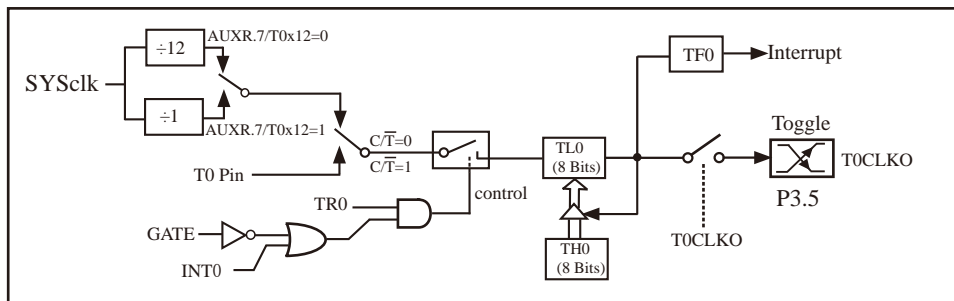 AUXR.7/T0x12=0
÷12
SYSclk
÷1
AUXR.7/T0x12=1
C/T̅=0
C/T̅=1
T0 Pin
TR0
GATE
INT0
control
TL0
(8 Bits)
TH0
(8 Bits)
TF0
Interrupt
Toggle
T0CLKO
P3.5
T0CLKO